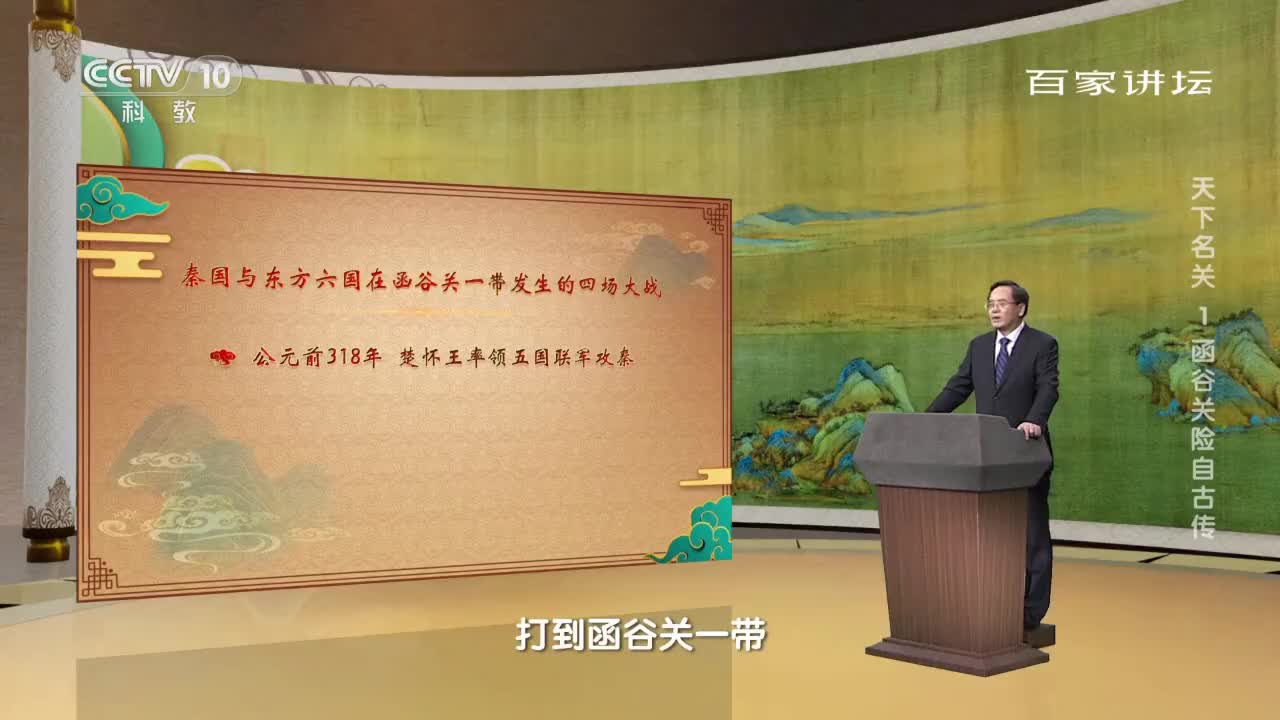 CCTV 10
科教
百家讲坛
秦国与东方六国在函谷关一带发生的四场大战
公元前318年 楚怀王率领五国联军攻秦
天下名关 1 函谷关险自古传
打到函谷关一带